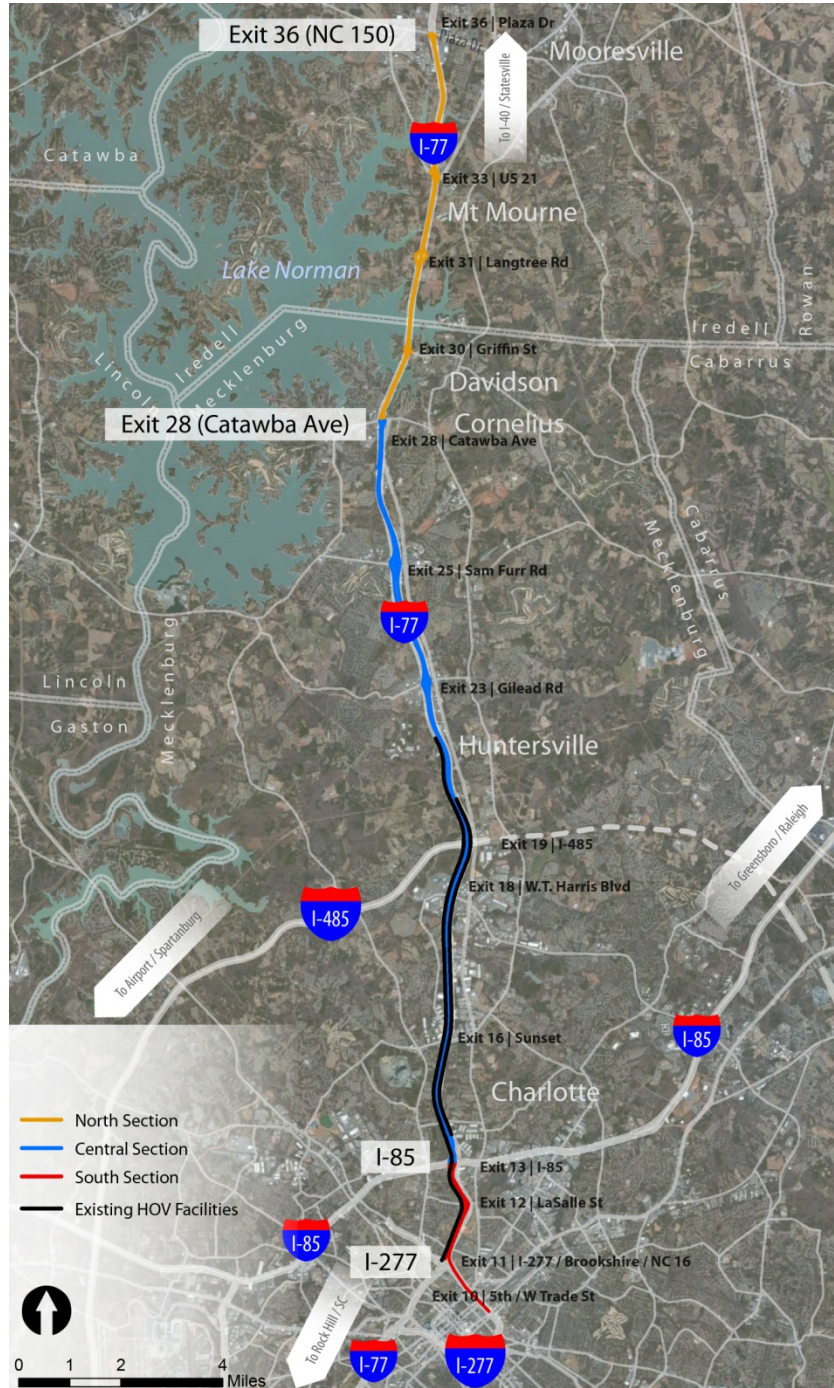 Exit 36 (NC 150)
Exit 36 | Plaza Dr
Plaza Dr
Mooresville
To I-40 / Statesville
I-77
Catawba
Exit 33 | US 21
Mt Mourne
Lake Norman
Exit 31 | Langtree Rd
Rowan
Iredell
Cabarrus
Lincoln
Iredell
Mecklenburg
Exit 30 | Griffin St
Davidson
Exit 28 (Catawba Ave)
Cornelius
Exit 28 | Catawba Ave
Cabarrus
Mecklenburg
Exit 25 | Sam Furr Rd
I-77
Mecklenburg
Lincoln
Gaston
Exit 23 | Gilead Rd
Huntersville
Exit 19 | I-485
To Greensboro / Raleigh
Exit 18 | W.T. Harris Blvd
I-485
To Airport / Spartanburg
Exit 16 | Sunset
I-85
Charlotte
North Section
Central Section
South Section
Existing HOV Facilities
I-85
Exit 13 | I-85
Exit 12 | LaSalle St
I-85
I-277
Exit 11 | I-277 / Brookshire / NC 16
Exit 10 | 5th / W Trade St
To Rock Hill / SC
I-77
I-277
0 1 2 4
Miles